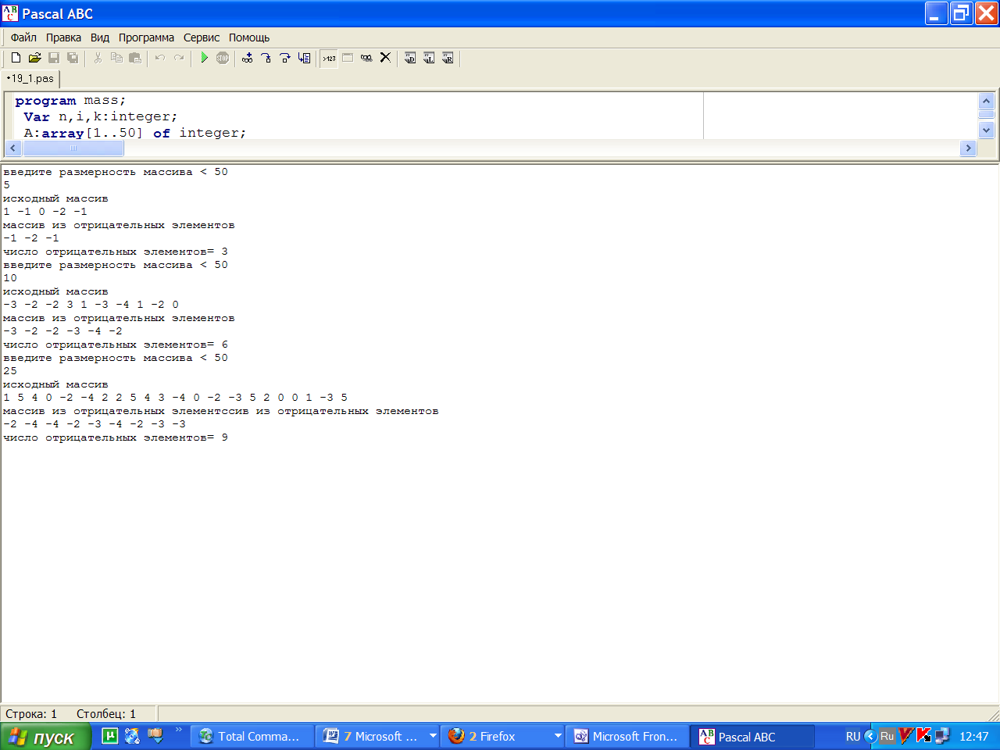 Pascal ABC
Файл Правка Вид Программа Сервис Помощь
•19_1.pas
program mass;
Var n,i,k:integer;
A:array[1..50] of integer;
введите размерность массива < 50
5
исходный массив
1 -1 0 -2 -1
массив из отрицательных элементов
-1 -2 -1
число отрицательных элементов= 3
введите размерность массива < 50
10
исходный массив
-3 -2 -2 3 1 -3 -4 1 -2 0
массив из отрицательных элементов
-3 -2 -2 -3 -4 -2
число отрицательных элементов= 6
введите размерность массива < 50
25
исходный массив
1 5 4 0 -2 -4 2 2 5 4 3 -4 0 -2 -3 5 2 0 0 1 -3 5
массив из отрицательных элементссив из отрицательных элементов
-2 -4 -4 -2 -3 -4 -2 -3 -3
число отрицательных элементов= 9
Строка: 1 Столбец: 1
пуск Total Comma... 7 Microsoft ... 2 Firefox Microsoft Fron... Pascal ABC RU Ru 12:47